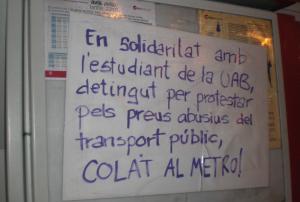 En solidaritat amb
l'estudiant de la UAB,
detingut per protestar
pels preus abusius del
transport públic,
COLA'T AL METRO!